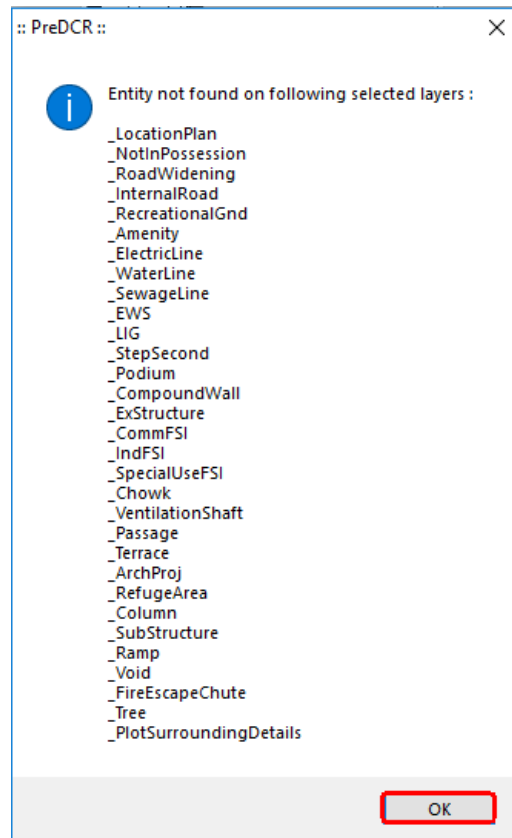 :: PreDCR ::
Entity not found on following selected layers :
_LocationPlan
_NotInPossession
_RoadWidening
_InternalRoad
_RecreationalGnd
_Amenity
_ElectricLine
_WaterLine
_SewageLine
_EWS
_LIG
_StepSecond
_Podium
_CompoundWall
_ExStructure
_CommFSI
_IndFSI
_SpecialUseFSI
_Chowk
_VentilationShaft
_Passage
_Terrace
_ArchProj
_RefugeArea
_Column
_SubStructure
_Ramp
_Void
_FireEscapeChute
_Tree
_PlotSurroundingDetails
OK